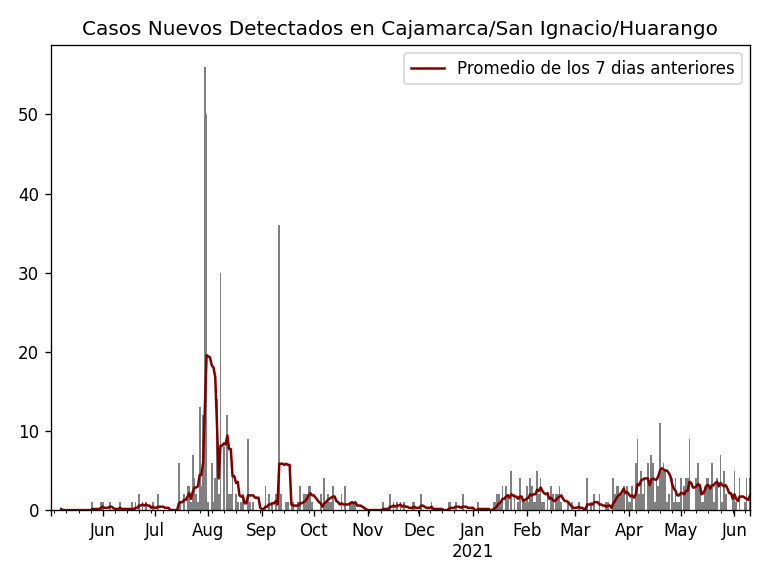 Casos Nuevos Detectados en Cajamarca/San Ignacio/Huarango
Promedio de los 7 dias anteriores
50
40
30
20
10
0
Jun Jul Aug Sep Oct Nov Dec Jan Feb Mar Apr May Jun
2021